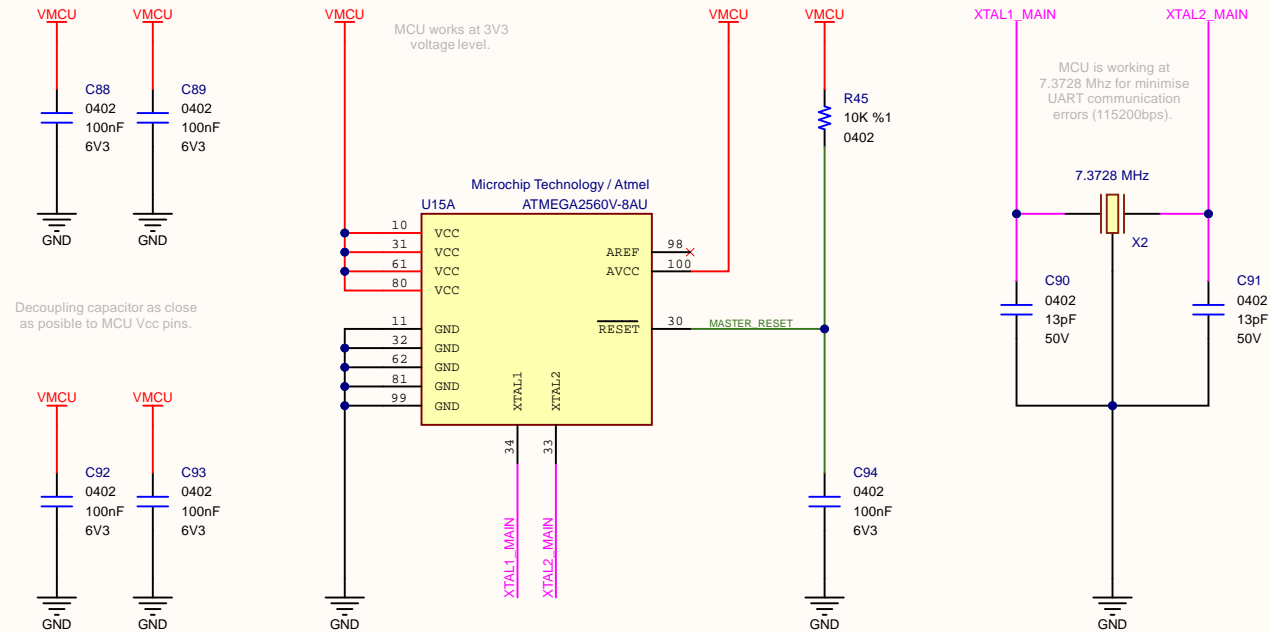 VMCU
VMCU
VMCU
VMCU
VMCU
XTAL1_MAIN
XTAL2_MAIN
MCU works at 3V3
voltage level.
MCU is working at
7.3728 Mhz for minimise
UART communication
errors (115200bps).
C88
0402
100nF
6V3
C89
0402
100nF
6V3
R45
10K %1
0402
GND
GND
Microchip Technology / Atmel
U15A
ATMEGA2560V-8AU
10
VCC
31
VCC
61
VCC
80
VCC
11
GND
32
GND
62
GND
81
GND
99
GND
AREF
98
AVCC
100
RESET
30
MASTER_RESET
XTAL1
34
XTAL2
33
XTAL1_MAIN
XTAL2_MAIN
7.3728 MHz
X2
C90
0402
13pF
50V
C91
0402
13pF
50V
Decoupling capacitor as close
as posible to MCU Vcc pins.
VMCU
VMCU
C92
0402
100nF
6V3
C93
0402
100nF
6V3
C94
0402
100nF
6V3
GND
GND
GND
GND
GND